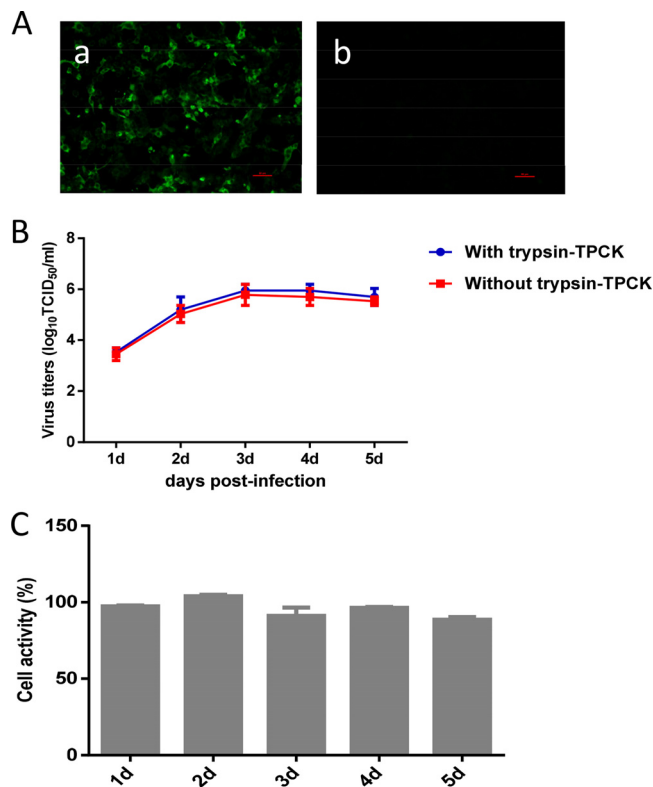 A
a
b
B
8
6
4
2
0
Virus titers (log10TCID50/ml)
1d 2d 3d 4d 5d
days post-infection
With trypsin-TPCK
Without trypsin-TPCK
C
150
100
50
0
Cell activity (%)
1d 2d 3d 4d 5d